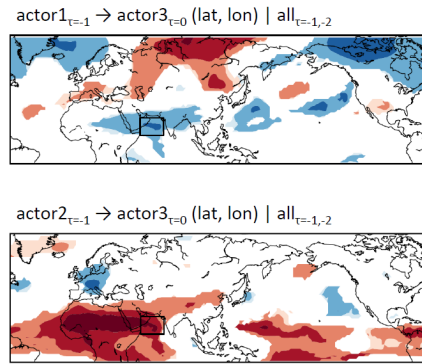 actor1τ=-1 → actor3τ=0 (lat, lon) | allτ=-1,-2
actor2τ=-1 → actor3τ=0 (lat, lon) | allτ=-1,-2